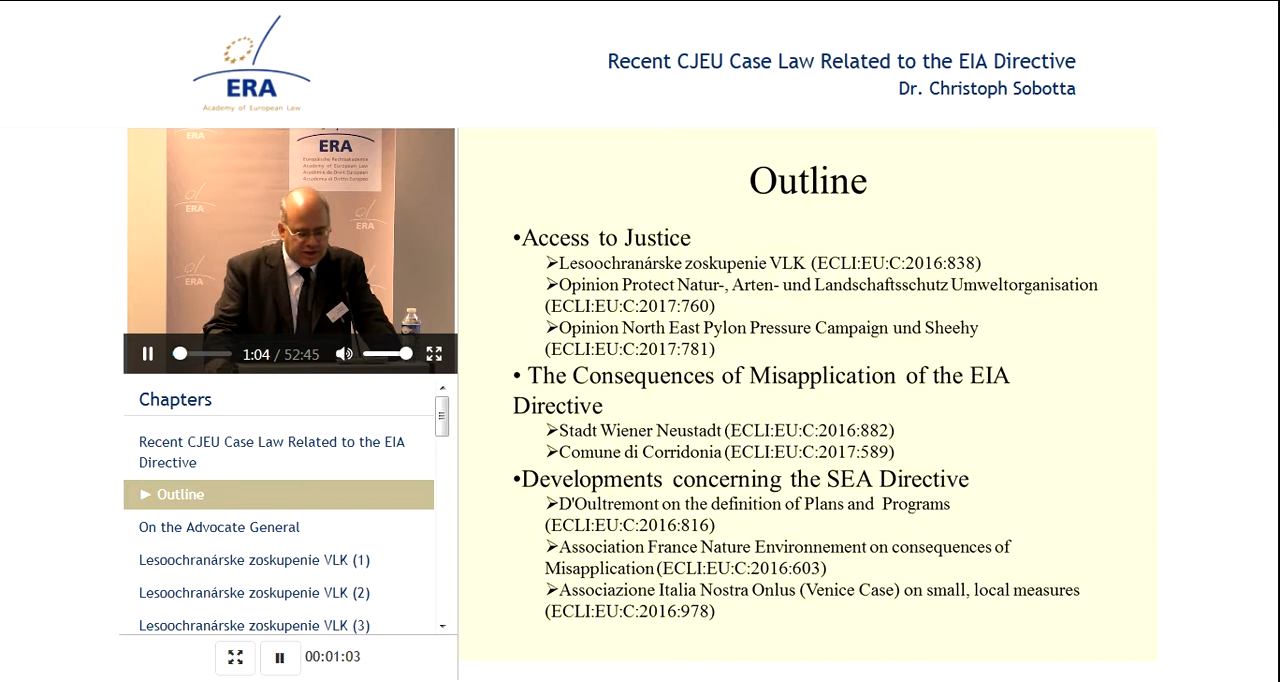 ERA
Academy of European Law
Recent CJEU Case Law Related to the EIA Directive
Dr. Christoph Sobotta
ERA
ERA
Europäische Rechtsakademie
Academy of European Law
Académie de Droit Européen
Accademia di Diritto Europeo
ERA
ERA
ERA
1:04 / 52:45
Chapters
Recent CJEU Case Law Related to the EIA
Directive
► Outline
On the Advocate General
Lesoochranárske zoskupenie VLK (1)
Lesoochranárske zoskupenie VLK (2)
Lesoochranárske zoskupenie VLK (3)
00:01:03
Outline
•Access to Justice
➢Lesoochranárske zoskupenie VLK (ECLI:EU:C:2016:838)
➢Opinion Protect Natur-, Arten- und Landschaftsschutz Umweltorganisation
(ECLI:EU:C:2017:760)
➢Opinion North East Pylon Pressure Campaign und Sheehy
(ECLI:EU:C:2017:781)
• The Consequences of Misapplication of the EIA
Directive
➢Stadt Wiener Neustadt (ECLI:EU:C:2016:882)
➢Comune di Corridonia (ECLI:EU:C:2017:589)
•Developments concerning the SEA Directive
➢D'Oultremont on the definition of Plans and Programs
(ECLI:EU:C:2016:816)
➢Association France Nature Environnement on consequences of
Misapplication (ECLI:EU:C:2016:603)
➢Associazione Italia Nostra Onlus (Venice Case) on small, local measures
(ECLI:EU:C:2016:978)